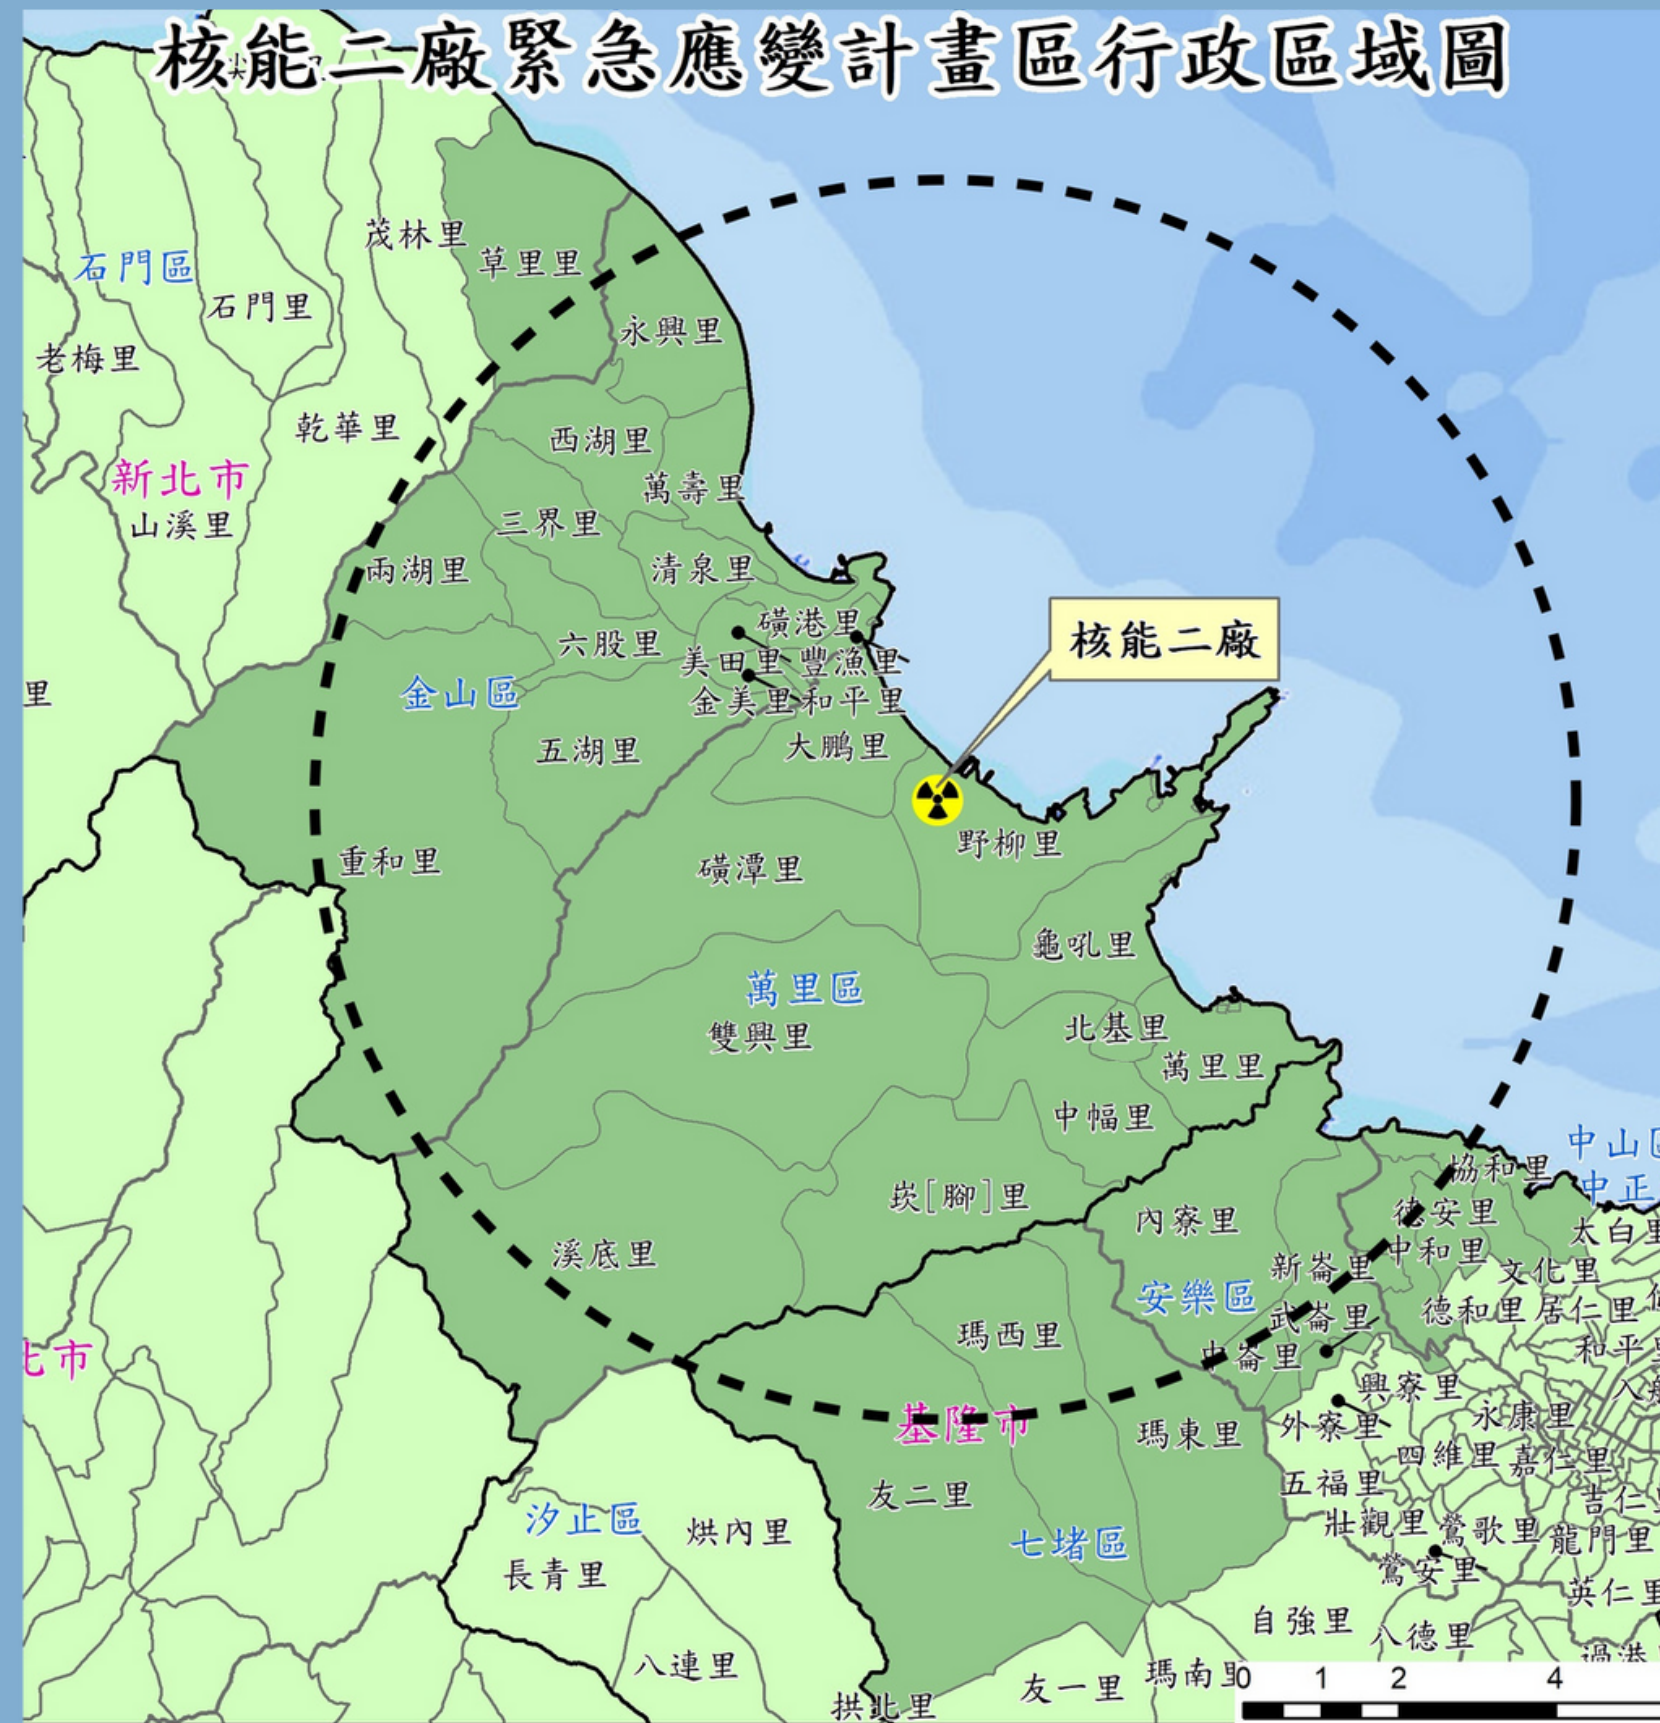 核能二廠緊急應變計畫區行政區域圖
茂林里
草里里
石門區
石門里
永興里
老梅里
乾華里
西湖里
新北市
萬壽里
山溪里
三界里
兩湖里
清泉里
磺港里
核能二廠
六股里
美田里 豐漁里
里
金山區
金美里 和平里
五湖里
大鵬里
野柳里
重和里
磺潭里
龜吼里
萬里區
雙興里
北基里
萬里里
中幅里
中山區
協和里
中正
崁[腳]里
內寮里
德安里
太白里
溪底里
中和里
新崙里
文化里
安樂區
德和里 居仁里
武崙里
瑪西里
中崙里
和平里
北市
興寮里
基隆市
外寮里
永康里
瑪東里
四維里 嘉仁里
五福里
友二里
吉仁里
汐止區
烘內里
七堵區
壯觀里 鶯歌里 龍門里
長青里
鶯安里
英仁里
自強里
八德里
八連里
過港
瑪南里
友一里
拱北里
0 1 2 4